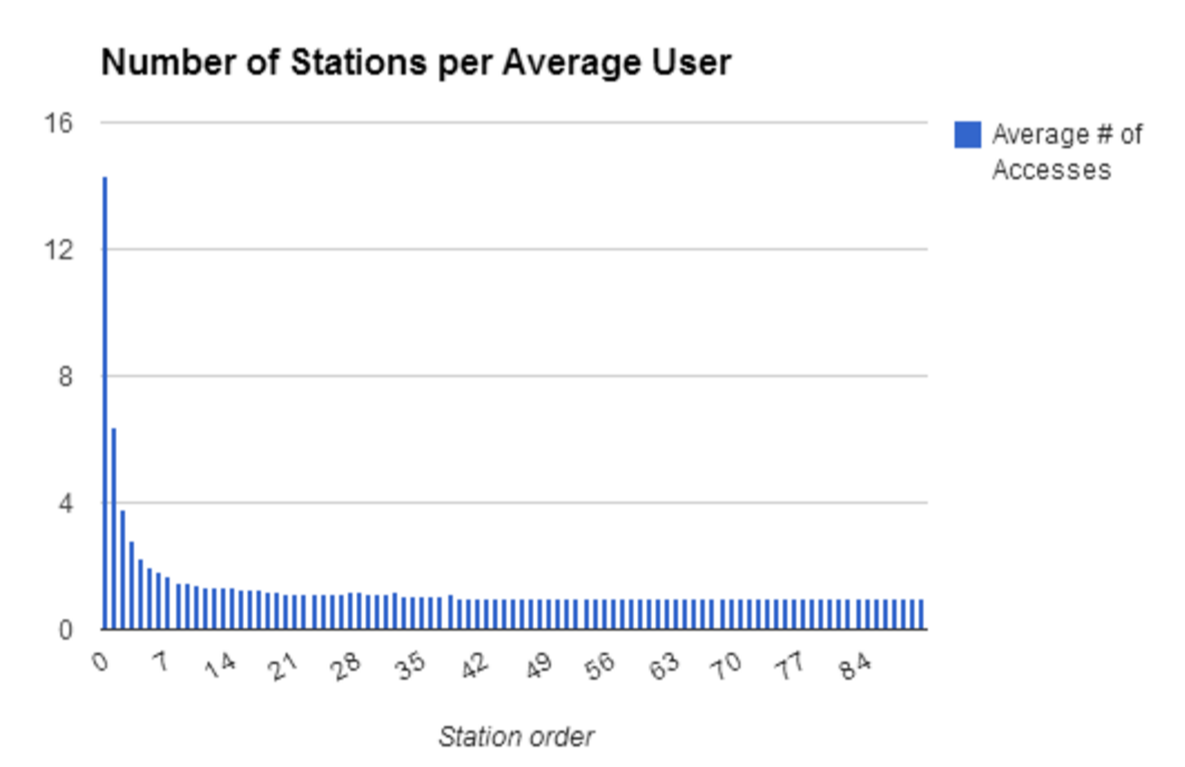 Number of Stations per Average User
16
Average # of
Accesses
12
8
4
0
0 7 14 21 28 35 42 49 56 63 70 77 84
Station order